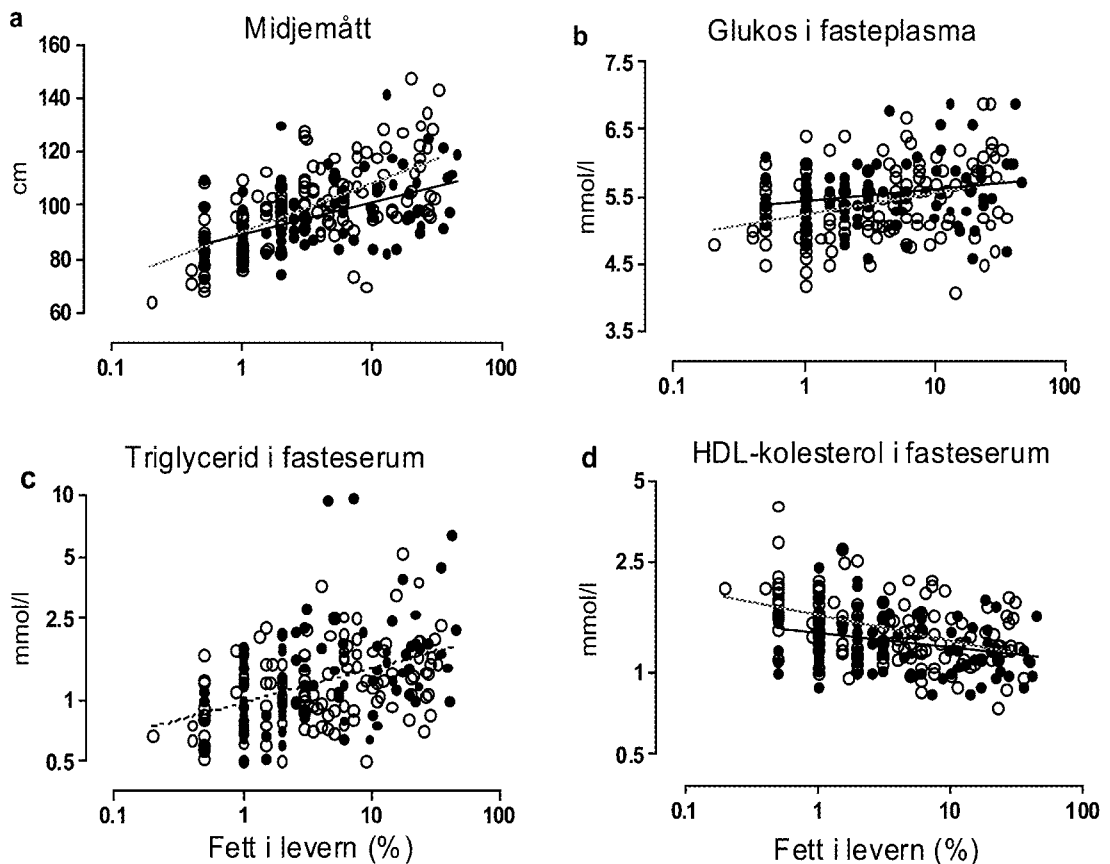 a
Midjemått
160
140
120
100
80
60
cm
0.1 1 10 100
b
Glukos i fasteplasma
7.5
6.5
5.5
4.5
3.5
mmol/l
0.1 1 10 100
c
Triglycerid i fasteserum
10
5
2.5
1
0.5
mmol/l
0.1 1 10 100
Fett i levern (%)
d
HDL-kolesterol i fasteserum
5
2.5
1
0.5
mmol/l
0.1 1 10 100
Fett i levern (%)